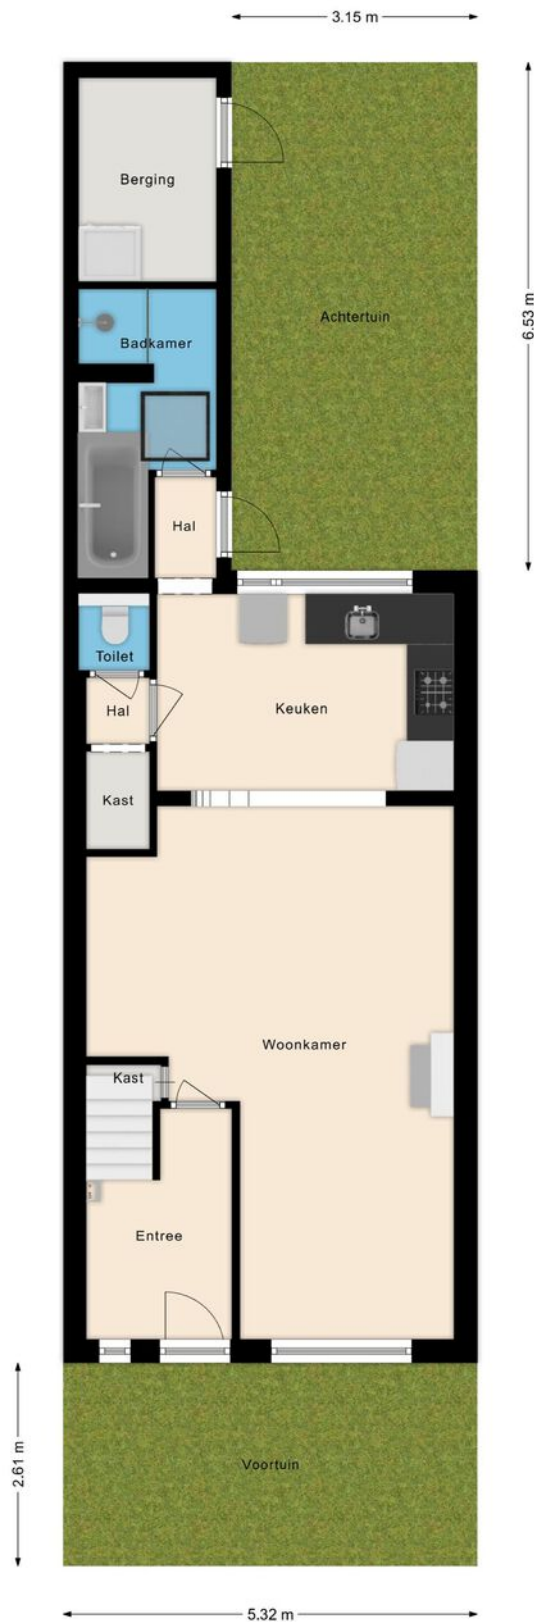 3.15 m
Berging
Achtertuin
6.53 m
Badkamer
Hal
Toilet
Hal
Keuken
Kast
Woonkamer
Kast
Entree
Voortuin
2.61 m
5.32 m